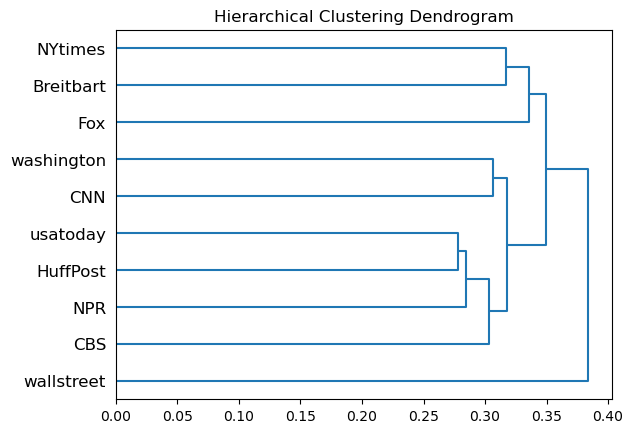 Hierarchical Clustering Dendrogram
NYtimes
Breitbart
Fox
washington
CNN
usatoday
HuffPost
NPR
CBS
wallstreet
0.00 0.05 0.10 0.15 0.20 0.25 0.30 0.35 0.40